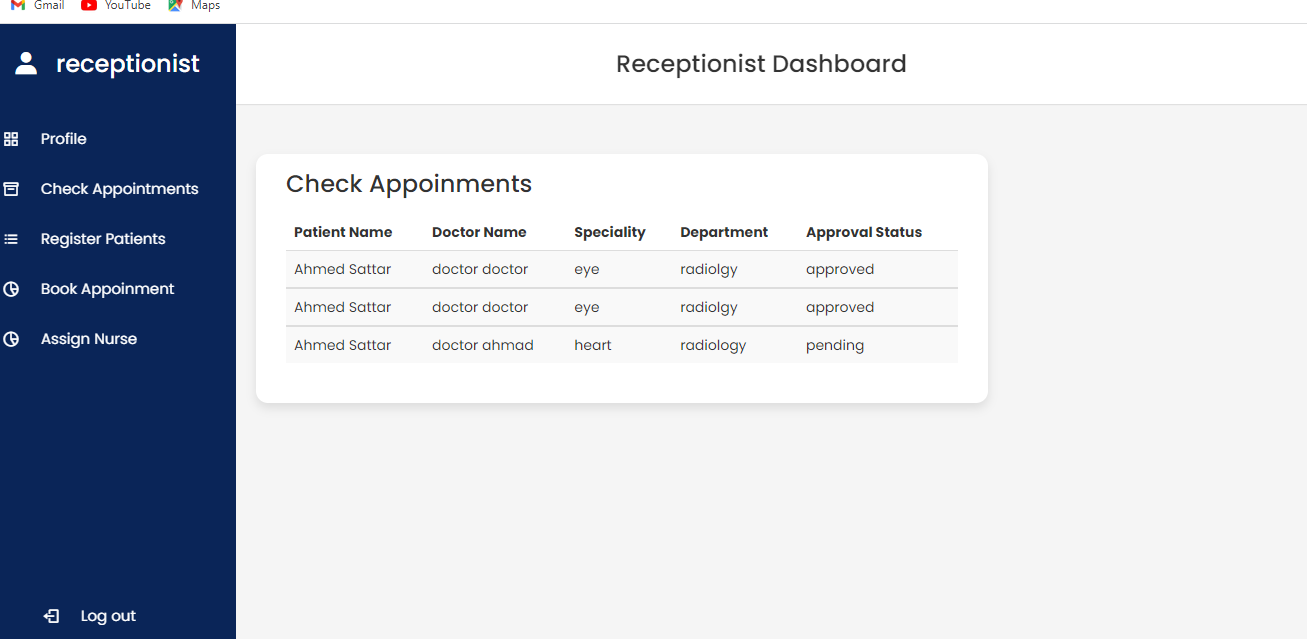 Gmail YouTube Maps
receptionist
Receptionist Dashboard
Profile
Check Appointments
Register Patients
Book Appoinment
Assign Nurse
Log out
Check Appoinments
Patient Name Doctor Name Speciality Department Approval Status
Ahmed Sattar doctor doctor eye radiolgy approved
Ahmed Sattar doctor doctor eye radiolgy approved
Ahmed Sattar doctor ahmad heart radiology pending